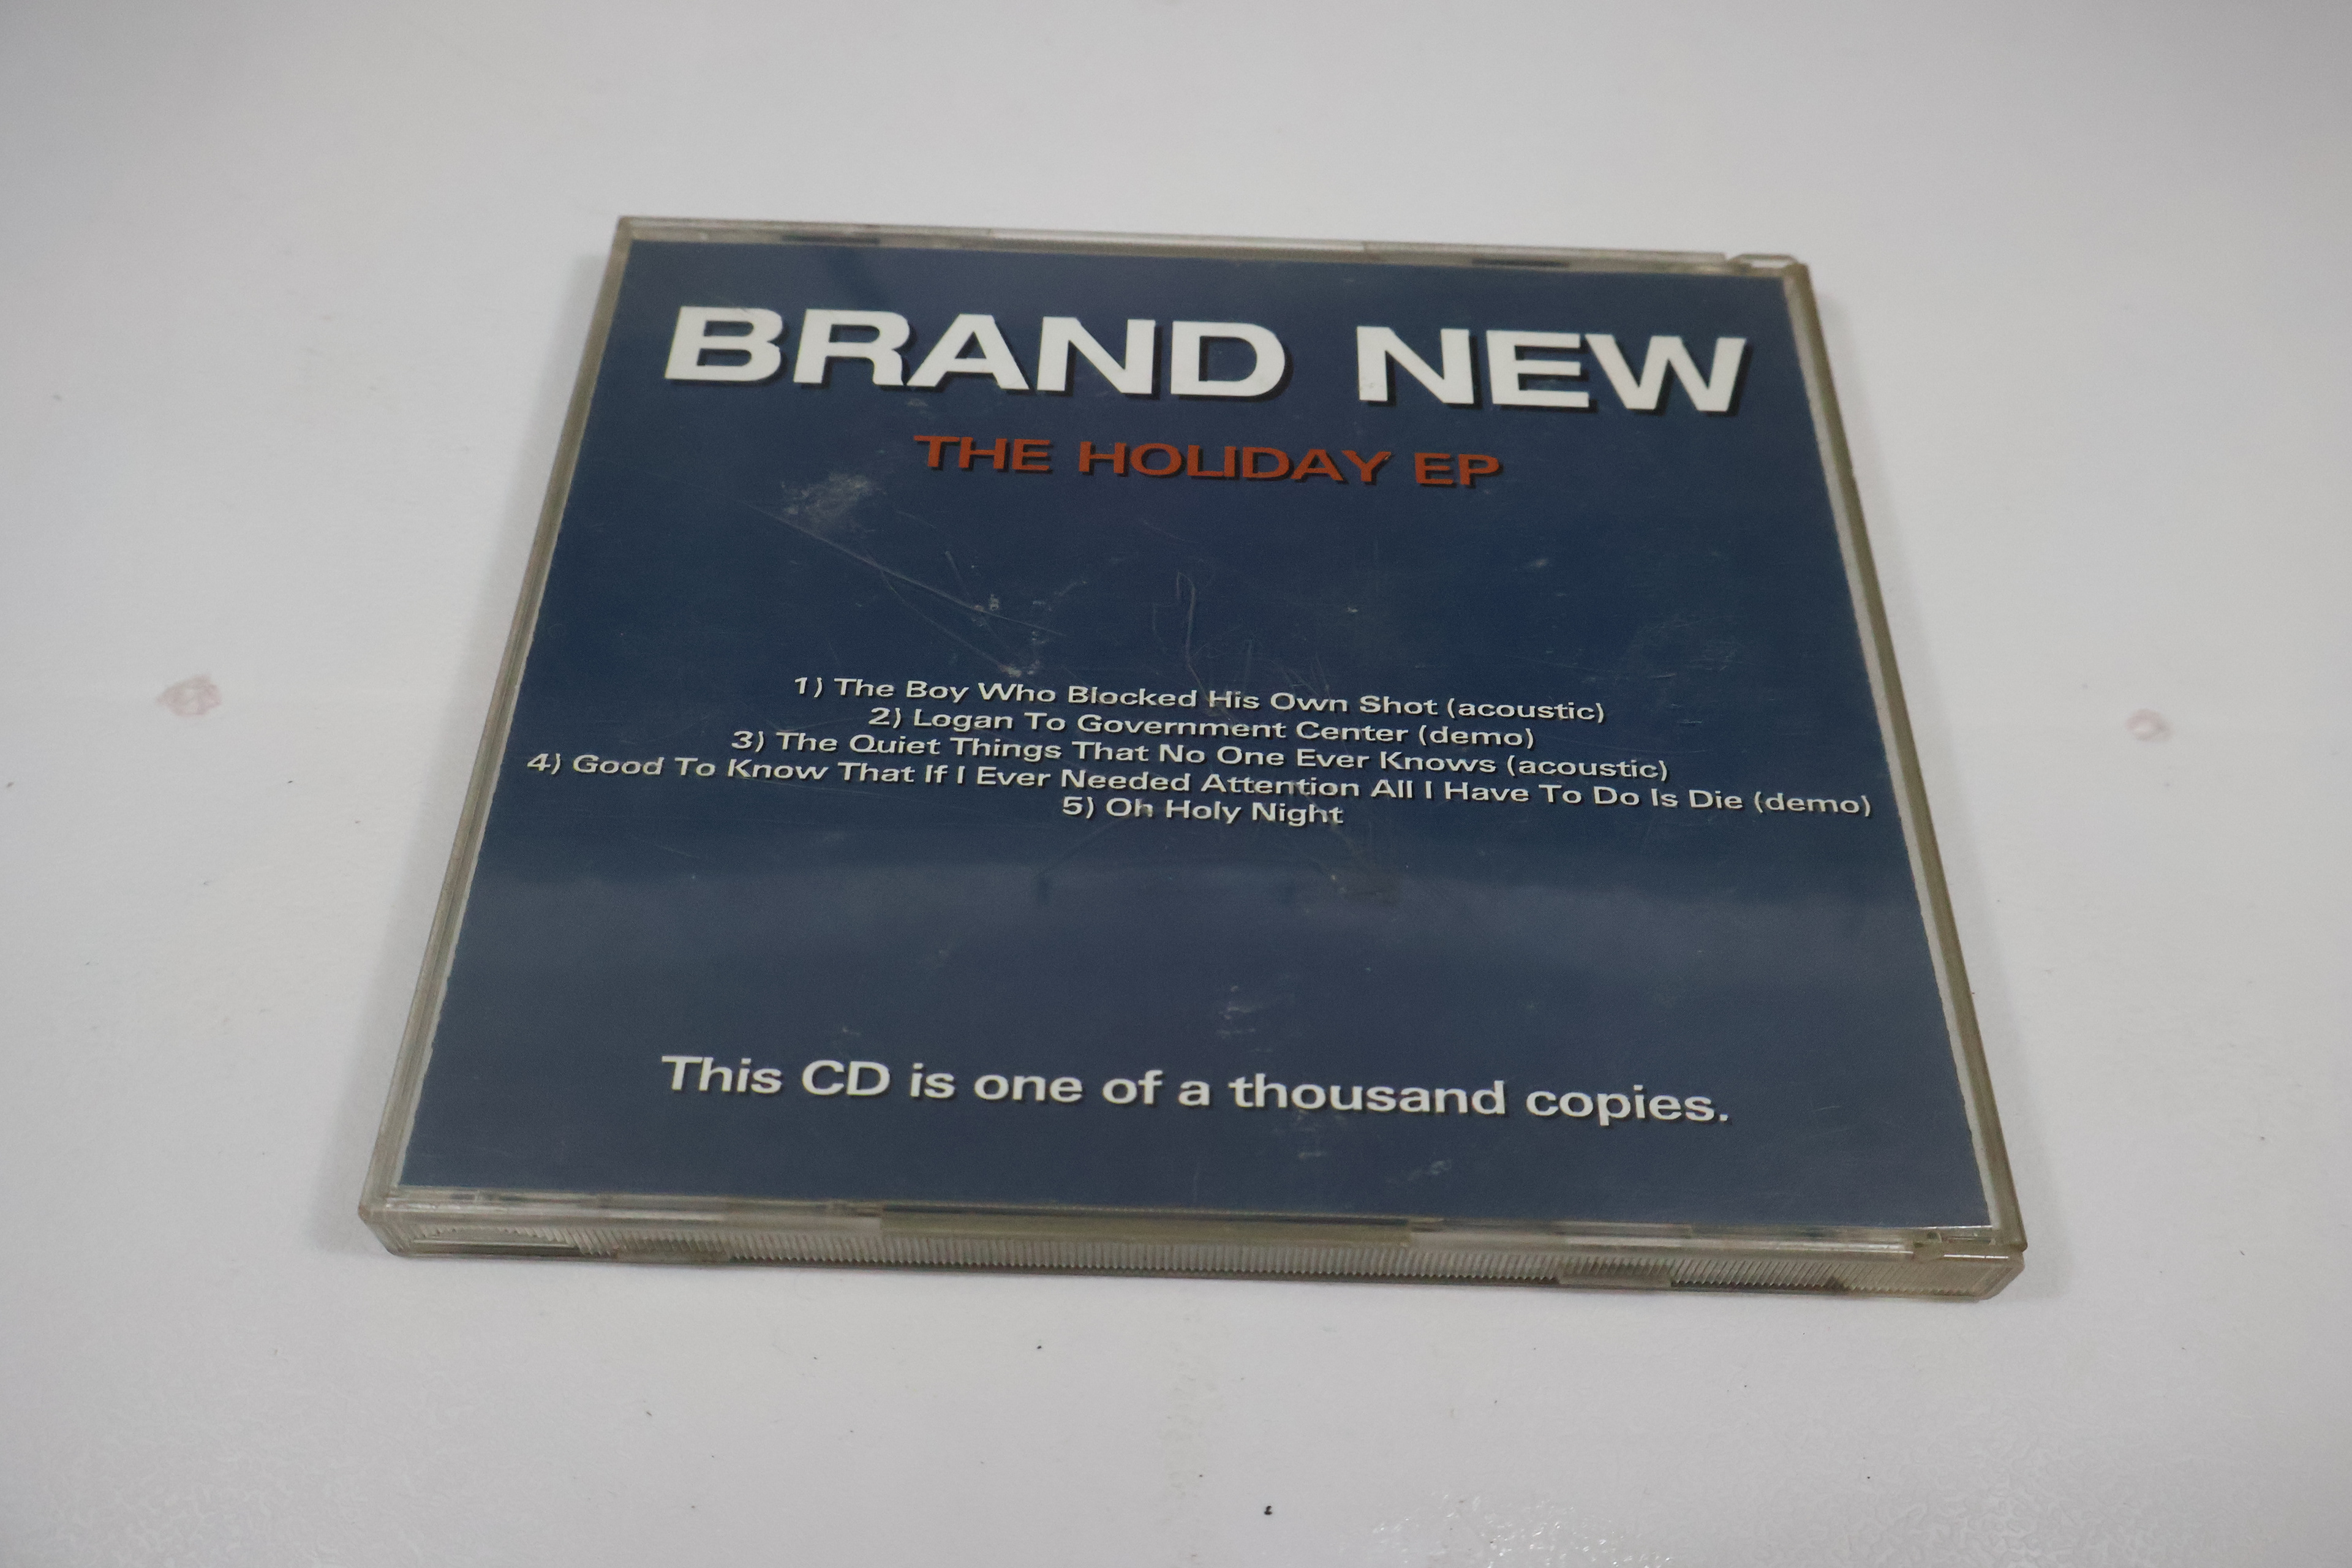 BRAND NEW
THE HOLIDAY EP
1) The Boy Who Blocked His Own Shot (acoustic)
2) Logan To Government Center (demo)
3) The Quiet Things That No One Ever Knows (acoustic)
4) Good To Know That If I Ever Needed Attention All I Have To Do Is Die (demo)
5) Oh Holy Night
This CD is one of a thousand copies.